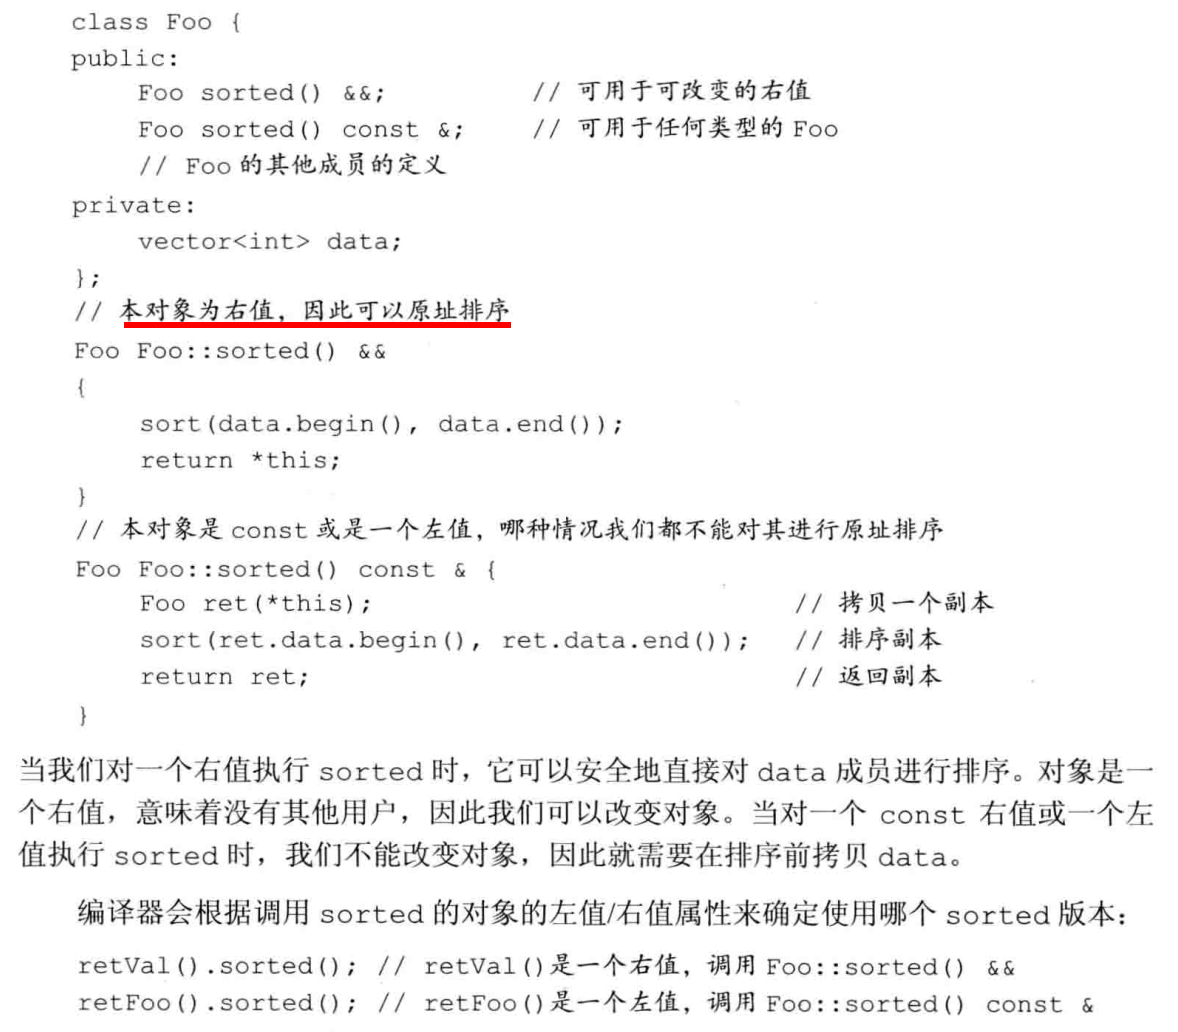 class Foo {
public:
Foo sorted() &&; // 可用于可改变的右值
Foo sorted() const &; // 可用于任何类型的 Foo
// Foo 的其他成员的定义
private:
vector<int> data;
};
// 本对象为右值，因此可以原址排序
Foo Foo::sorted() &&
{
sort(data.begin(), data.end());
return *this;
}
// 本对象是 const 或是一个左值，哪种情况我们都不能对其进行原址排序
Foo Foo::sorted() const & {
Foo ret(*this); // 拷贝一个副本
sort(ret.data.begin(), ret.data.end()); // 排序副本
return ret; // 返回副本
}
当我们对一个右值执行 sorted 时，它可以安全地直接对 data 成员进行排序。对象是一
个右值，意味着没有其他用户，因此我们可以改变对象。当对一个 const 右值或一个左
值执行 sorted 时，我们不能改变对象，因此就需要在排序前拷贝 data。
编译器会根据调用 sorted 的对象的左值/右值属性来确定使用哪个 sorted 版本：
retVal().sorted(); // retVal()是一个右值，调用 Foo::sorted() &&
retFoo().sorted(); // retFoo()是一个左值，调用 Foo::sorted() const &